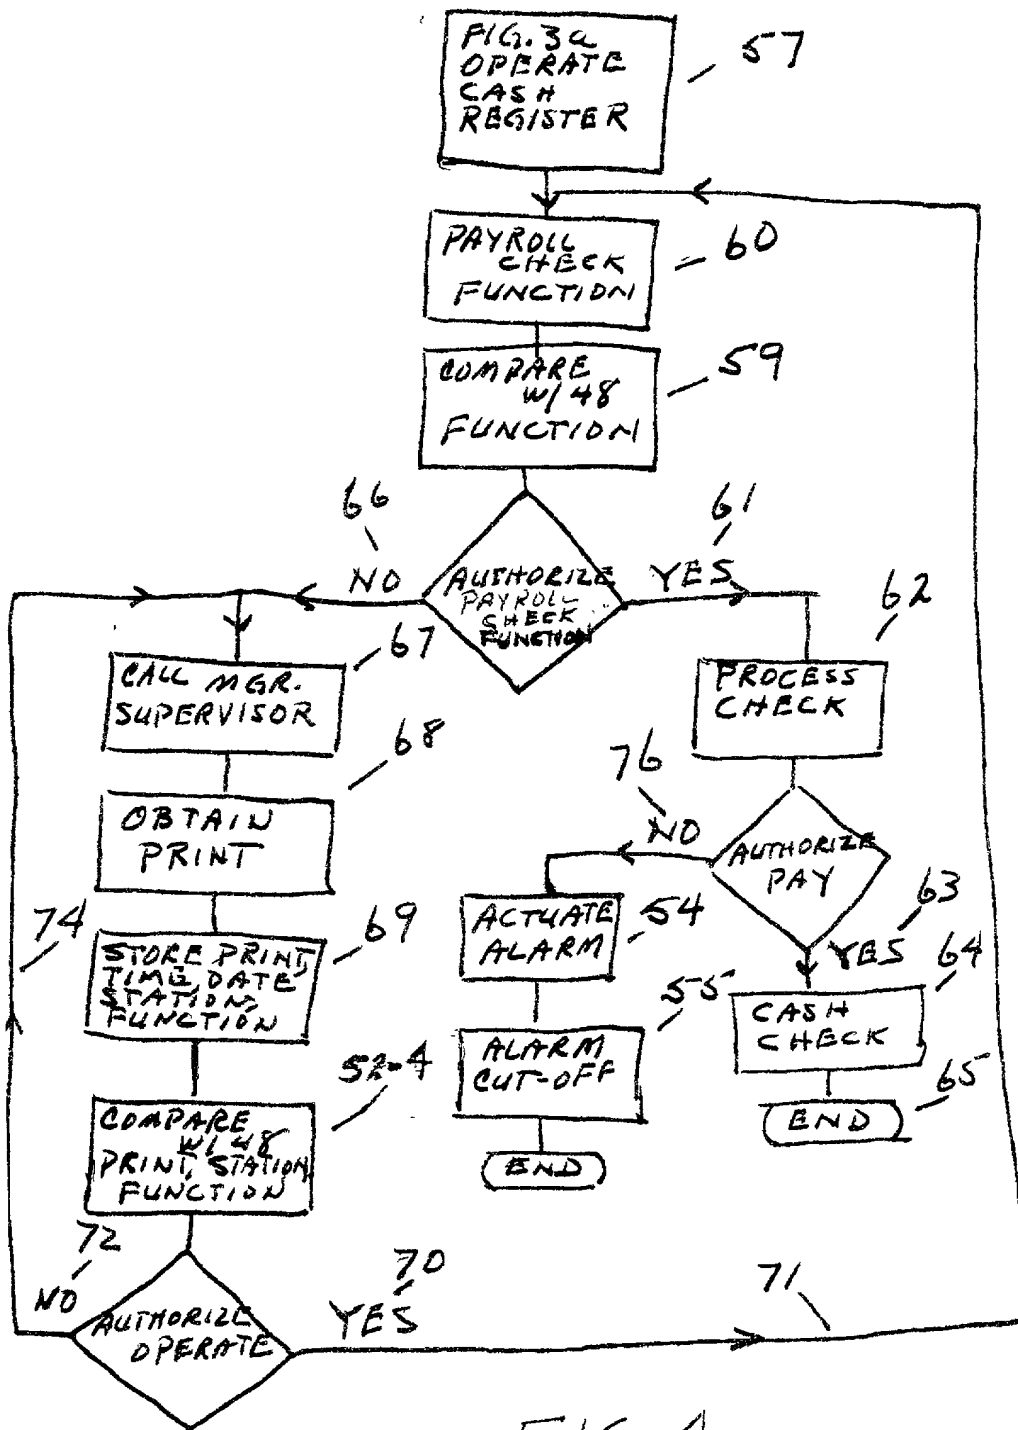 FIG. 3a
OPERATE
CASH
REGISTER
57
PAYROLL
CHECK
FUNCTION
60
COMPARE
W/ 48
FUNCTION
59
66
NO
AUTHORIZE
PAYROLL
CHECK
FUNCTION
61
YES
CALL MGR.
SUPERVISOR
67
PROCESS
CHECK
62
OBTAIN
PRINT
68
76
NO
AUTHORIZE
PAY
63
YES
74
STORE PRINT,
TIME, DATE,
STATION,
FUNCTION
69
ACTUATE
ALARM
54
CASH
CHECK
64
ALARM
CUT-OFF
55
END
65
COMPARE
W/ 48
PRINT, STATION,
FUNCTION
52-4
END
72
NO
AUTHORIZE
OPERATE
70
YES
71